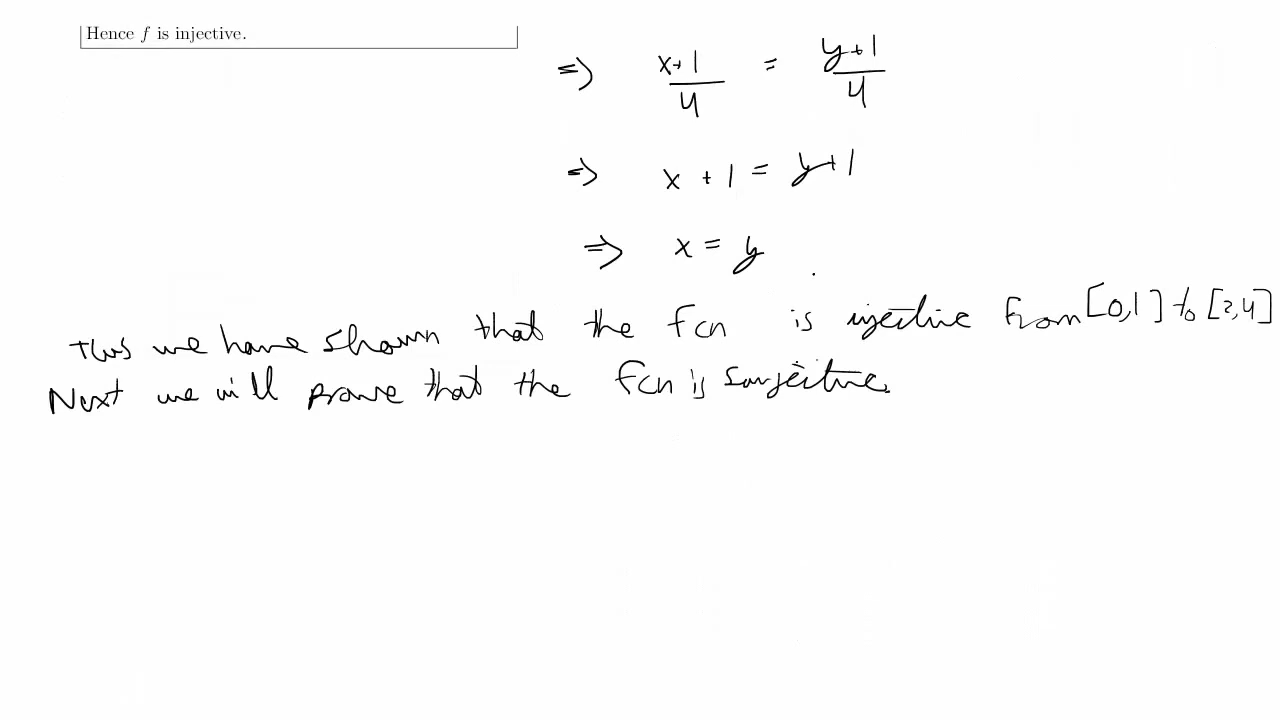 Hence f is injective.
=> x+1/4 = y+1/4
=> x + 1 = y+1
=> x = y
thus we have shown that the fcn is injective from [0,1] to [2,4]
Next we will prove that the fcn is surjective.